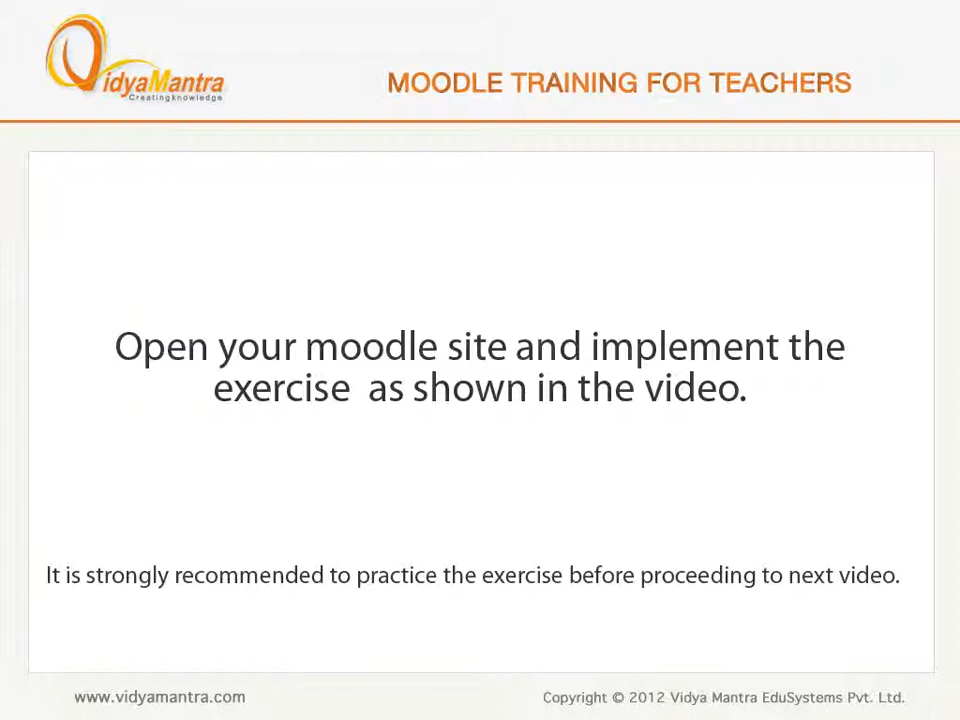 VidyaMantra
Creatingknowledge
MOODLE TRAINING FOR TEACHERS
Open your moodle site and implement the
exercise  as shown in the video.
It is strongly recommended to practice the exercise before proceeding to next video.
www.vidyamantra.com
Copyright © 2012 Vidya Mantra EduSystems Pvt. Ltd.